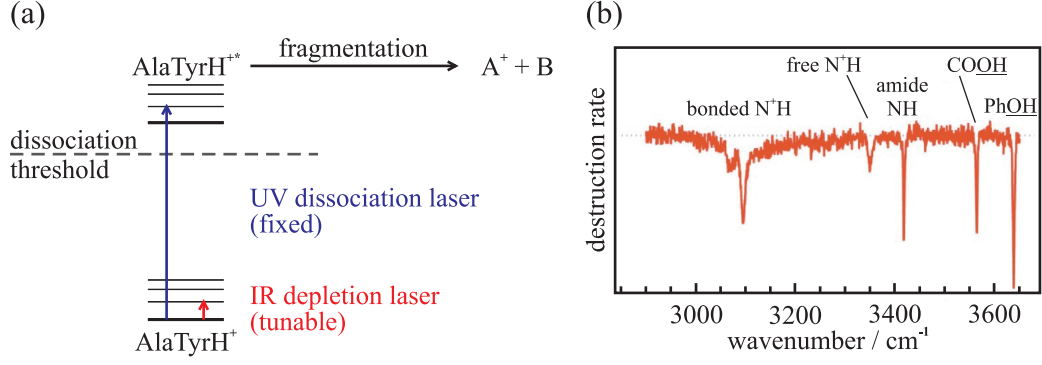 (a)
AlaTyrH⁺*
fragmentation
A⁺ + B
dissociation
threshold
UV dissociation laser
(fixed)
IR depletion laser
(tunable)
AlaTyrH⁺
(b)
destruction rate
bonded N⁺H
free N⁺H
amide
NH
COOH
PhOH
3000 3200 3400 3600
wavenumber / cm⁻¹